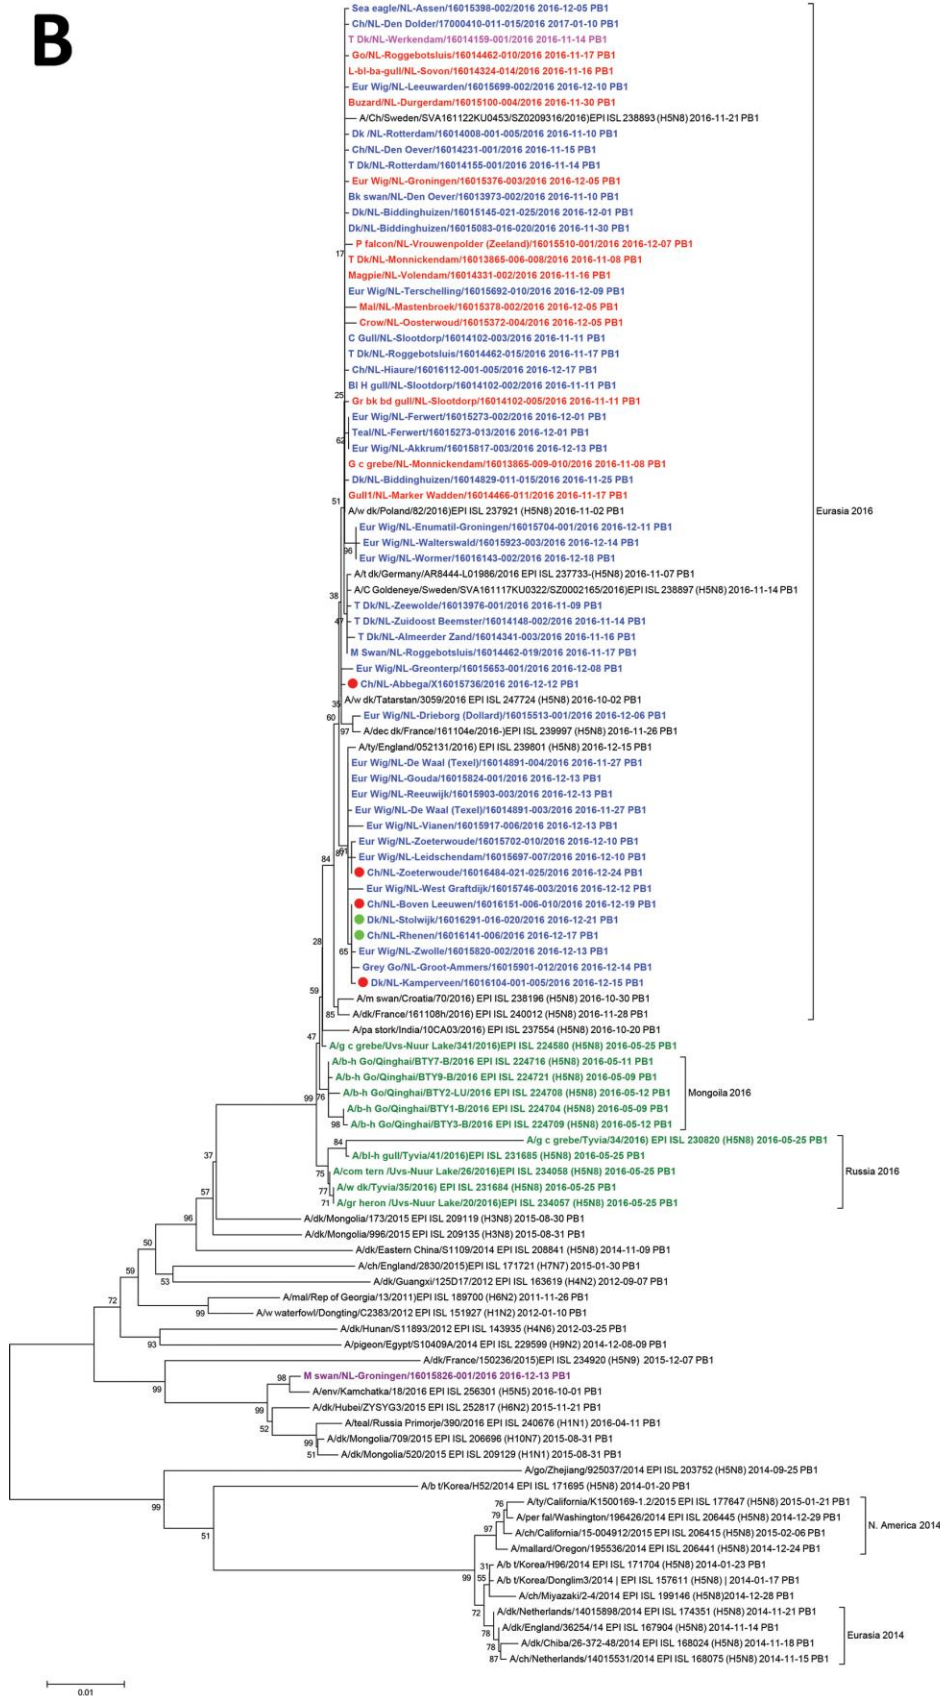 B
Sea eagle/NL-Assen/16015398-002/2016 2016-12-05 PB1
Ch/NL-Den Dolder/17000410-011-015/2016 2017-01-10 PB1
T Dk/NL-Werkendam/16014159-001/2016 2016-11-14 PB1
Go/NL-Roggebotsluis/16014462-010/2016-11-17 PB1
L-bl-ba-gull/NL-Sovon/16014324-014/2016-11-16 PB1
Eur Wig/NL-Leeuwarden/16015699-002/2016-12-10 PB1
Buzard/NL-Durgerdam/16015100-004/2016 2016-11-30 PB1
A/Ch/Sweden/SVA161122KU0453/SZ0209316/2016)EPI ISL 238893 (H5N8) 2016-11-21 PB1
Dk /NL-Rotterdam/16014008-001-005/2016 2016-11-10 PB1
Ch/NL-Den Oever/16014231-001/2016 2016-11-15 PB1
T Dk/NL-Rotterdam/16014155-001/2016 2016-11-14 PB1
Eur Wig/NL-Groningen/16015376-003/2016 2016-12-05 PB1
Bk swan/NL-Den Oever/16013973-002/2016 2016-11-10 PB1
Dk/NL-Biddinghuizen/16015145-021-025/2016 2016-12-01 PB1
Dk/NL-Biddinghuizen/16015083-016-020/2016 2016-11-30 PB1
P falcon/NL-Vrouwenpolder (Zeeland)/16015510-001/2016 2016-12-07 PB1
17
T Dk/NL-Monnickendam/16013865-006-008/2016 2016-11-08 PB1
Magpie/NL-Volendam/16014331-002/2016 2016-11-16 PB1
Eur Wig/NL-Terschelling/16015692-010/2016 2016-12-09 PB1
Mal/NL-Mastenbroek/16015378-002/2016 2016-12-05 PB1
Crow/NL-Oosterwoud/16015372-004/2016 2016-12-05 PB1
C Gull/NL-Slootdorp/16014102-003/2016 2016-11-11 PB1
T Dk/NL-Roggebotsluis/16014462-015/2016 2016-11-17 PB1
Ch/NL-Hiaure/16016112-001-005/2016 2016-12-17 PB1
Bl H gull/NL-Slootdorp/16014102-002/2016 2016-11-11 PB1
25
Gr bk bd gull/NL-Slootdorp/16014102-005/2016 2016-11-11 PB1
Eur Wig/NL-Ferwert/16015273-002/2016 2016-12-01 PB1
Teal/NL-Ferwert/16015273-013/2016 2016-12-01 PB1
62
Eur Wig/NL-Akkrum/16015817-003/2016 2016-12-13 PB1
G c grebe/NL-Monnickendam/16013865-009-010/2016 2016-11-08 PB1
Dk/NL-Biddinghuizen/16014829-011-015/2016 2016-11-25 PB1
Gull1/NL-Marker Wadden/16014466-011/2016 2016-11-17 PB1
51
A/w dk/Poland/82/2016)EPI ISL 237921 (H5N8) 2016-11-02 PB1
Eurasia 2016
Eur Wig/NL-Enumatil-Groningen/16015704-001/2016 2016-12-11 PB1
Eur Wig/NL-Walterswald/16015923-003/2016 2016-12-14 PB1
96
Eur Wig/NL-Wormer/16016143-002/2016 2016-12-18 PB1
A/t dk/Germany/AR8444-L01986/2016 EPI ISL 237733-(H5N8) 2016-11-07 PB1
A/C Goldeneye/Sweden/SVA161117KU0322/SZ0002165/2016)EPI ISL 238897 (H5N8) 2016-11-14 PB1
38
T Dk/NL-Zeewolde/16013976-001/2016 2016-11-09 PB1
47
T Dk/NL-Zuidoost Beemster/16014148-002/2016 2016-11-14 PB1
T Dk/NL-Almeerder Zand/16014341-003/2016 2016-11-16 PB1
M Swan/NL-Roggebotsluis/16014462-019/2016 2016-11-17 PB1
Eur Wig/NL-Greonterp/16015653-001/2016 2016-12-08 PB1
Ch/NL-Abbega/X16015736/2016 2016-12-12 PB1
35
A/w dk/Tatarstan/3059/2016 EPI ISL 247724 (H5N8) 2016-10-02 PB1
60
Eur Wig/NL-Drieborg (Dollard)/16015513-001/2016 2016-12-06 PB1
97
A/dec dk/France/161104e/2016-)EPI ISL 239997 (H5N8) 2016-11-26 PB1
A/ty/England/052131/2016) EPI ISL 239801 (H5N8) 2016-12-15 PB1
Eur Wig/NL-De Waal (Texel)/16014891-004/2016 2016-11-27 PB1
Eur Wig/NL-Gouda/16015824-001/2016 2016-12-13 PB1
Eur Wig/NL-Reeuwijk/16015903-003/2016 2016-12-13 PB1
Eur Wig/NL-De Waal (Texel)/16014891-003/2016 2016-11-27 PB1
Eur Wig/NL-Vianen/16015917-006/2016 2016-12-13 PB1
Eur Wig/NL-Zoeterwoude/16015702-010/2016 2016-12-10 PB1
84
Eur Wig/NL-Leidschendam/16015697-007/2016 2016-12-10 PB1
Ch/NL-Zoeterwoude/16016484-021-025/2016 2016-12-24 PB1
Eur Wig/NL-West Graftdijk/16015746-003/2016 2016-12-12 PB1
Ch/NL-Boven Leeuwen/16016151-006-010/2016 2016-12-19 PB1
Dk/NL-Stolwijk/16016291-016-020/2016 2016-12-21 PB1
28
Ch/NL-Rhenen/16016141-006/2016 2016-12-17 PB1
65
Eur Wig/NL-Zwolle/16015820-002/2016 2016-12-13 PB1
Grey Go/NL-Groot-Ammers/16015901-012/2016 2016-12-14 PB1
Dk/NL-Kamperveen/16016104-001-005/2016 2016-12-15 PB1
59
A/m swan/Croatia/70/2016) EPI ISL 238196 (H5N8) 2016-10-30 PB1
85
A/dk/France/161108h/2016) EPI ISL 240012 (H5N8) 2016-11-28 PB1
A/pa stork/India/10CA03/2016) EPI ISL 237554 (H5N8) 2016-10-20 PB1
47
A/g c grebe/Uvs-Nuur Lake/341/2016)EPI ISL 224580 (H5N8) 2016-05-25 PB1
A/b-h Go/Qinghai/BTY7-B/2016 EPI ISL 224716 (H5N8) 2016-05-11 PB1
A/b-h Go/Qinghai/BTY9-B/2016 EPI ISL 224721 (H5N8) 2016-05-09 PB1
99
76
A/b-h Go/Qinghai/BTY2-LU/2016 EPI ISL 224708 (H5N8) 2016-05-12 PB1
Mongoila 2016
A/b-h Go/Qinghai/BTY1-B/2016 EPI ISL 224704 (H5N8) 2016-05-09 PB1
98
A/b-h Go/Qinghai/BTY3-B/2016 EPI ISL 224709 (H5N8) 2016-05-12 PB1
84
A/g c grebe/Tyvia/34/2016) EPI ISL 230820 (H5N8) 2016-05-25 PB1
37
A/bl-h gull/Tyvia/41/2016)EPI ISL 231685 (H5N8) 2016-05-25 PB1
75
A/com tern /Uvs-Nuur Lake/26/2016)EPI ISL 234058 (H5N8) 2016-05-25 PB1
Russia 2016
77
A/w dk/Tyvia/35/2016) EPI ISL 231684 (H5N8) 2016-05-25 PB1
57
71
A/gr heron /Uvs-Nuur Lake/20/2016)EPI ISL 234057 (H5N8) 2016-05-25 PB1
96
A/dk/Mongolia/173/2015 EPI ISL 209119 (H3N8) 2015-08-30 PB1
A/dk/Mongolia/996/2015 EPI ISL 209135 (H3N8) 2015-08-31 PB1
50
A/dk/Eastern China/S1109/2014 EPI ISL 208841 (H5N8) 2014-11-09 PB1
59
A/ch/England/2830/2015) EPI ISL 171721 (H7N7) 2015-01-30 PB1
53
A/dk/Guangxi/125D17/2012 EPI ISL 163619 (H4N2) 2012-09-07 PB1
72
A/mal/Rep of Georgia/13/2011)EPI ISL 189700 (H6N2) 2011-11-26 PB1
99
A/w waterfowl/Dongting/C2383/2012 EPI ISL 151927 (H1N2) 2012-01-10 PB1
A/dk/Hunan/S11893/2012 EPI ISL 143935 (H4N6) 2012-03-25 PB1
93
A/pigeon/Egypt/S10409A/2014 EPI ISL 229599 (H9N2) 2014-12-08-09 PB1
A/dk/France/150236/2015)EPI ISL 234920 (H5N9) 2015-12-07 PB1
99
98
M swan/NL-Groningen/16015826-001/2016 2016-12-13 PB1
A/env/Kamchatka/18/2016 EPI ISL 256301 (H5N5) 2016-10-01 PB1
99
A/dk/Hubei/ZYSYG3/2015 EPI ISL 252817 (H6N2) 2015-11-21 PB1
52
A/teal/Russia Primorje/390/2016 EPI ISL 240676 (H1N1) 2016-04-11 PB1
99
A/dk/Mongolia/709/2015 EPI ISL 206696 (H10N7) 2015-08-31 PB1
51
A/dk/Mongolia/520/2015 EPI ISL 209129 (H1N1) 2015-08-31 PB1
A/go/Zhejiang/925037/2014 EPI ISL 203752 (H5N8) 2014-09-25 PB1
99
A/b t/Korea/H52/2014 EPI ISL 171695 (H5N8) 2014-01-20 PB1
76
A/ty/California/K1500169-1.2/2015 EPI ISL 177647 (H5N8) 2015-01-21 PB1
79
A/per fal/Washington/196426/2014 EPI ISL 206445 (H5N8) 2014-12-29 PB1
N. America 2014
51
97
A/ch/California/15-004912/2015 EPI ISL 206415 (H5N8) 2015-02-06 PB1
A/mallard/Oregon/195536/2014 EPI ISL 206441 (H5N8) 2014-12-24 PB1
31
A/b t/Korea/H96/2014 EPI ISL 171704 (H5N8) 2014-01-23 PB1
99
55
A/b t/Korea/Donglim3/2014 | EPI ISL 157611 (H5N8) | 2014-01-17 PB1
A/ch/Miyazaki/2-4/2014 EPI ISL 199146 (H5N8)2014-12-28 PB1
72
A/dk/Netherlands/14015898/2014 EPI ISL 174351 (H5N8) 2014-11-21 PB1
78
A/dk/England/36254/14 EPI ISL 167904 (H5N8) 2014-11-14 PB1
Eurasia 2014
78
A/dk/Chiba/26-372-48/2014 EPI ISL 168024 (H5N8) 2014-11-18 PB1
87
A/ch/Netherlands/14015531/2014 EPI ISL 168075 (H5N8) 2014-11-15 PB1
0.01